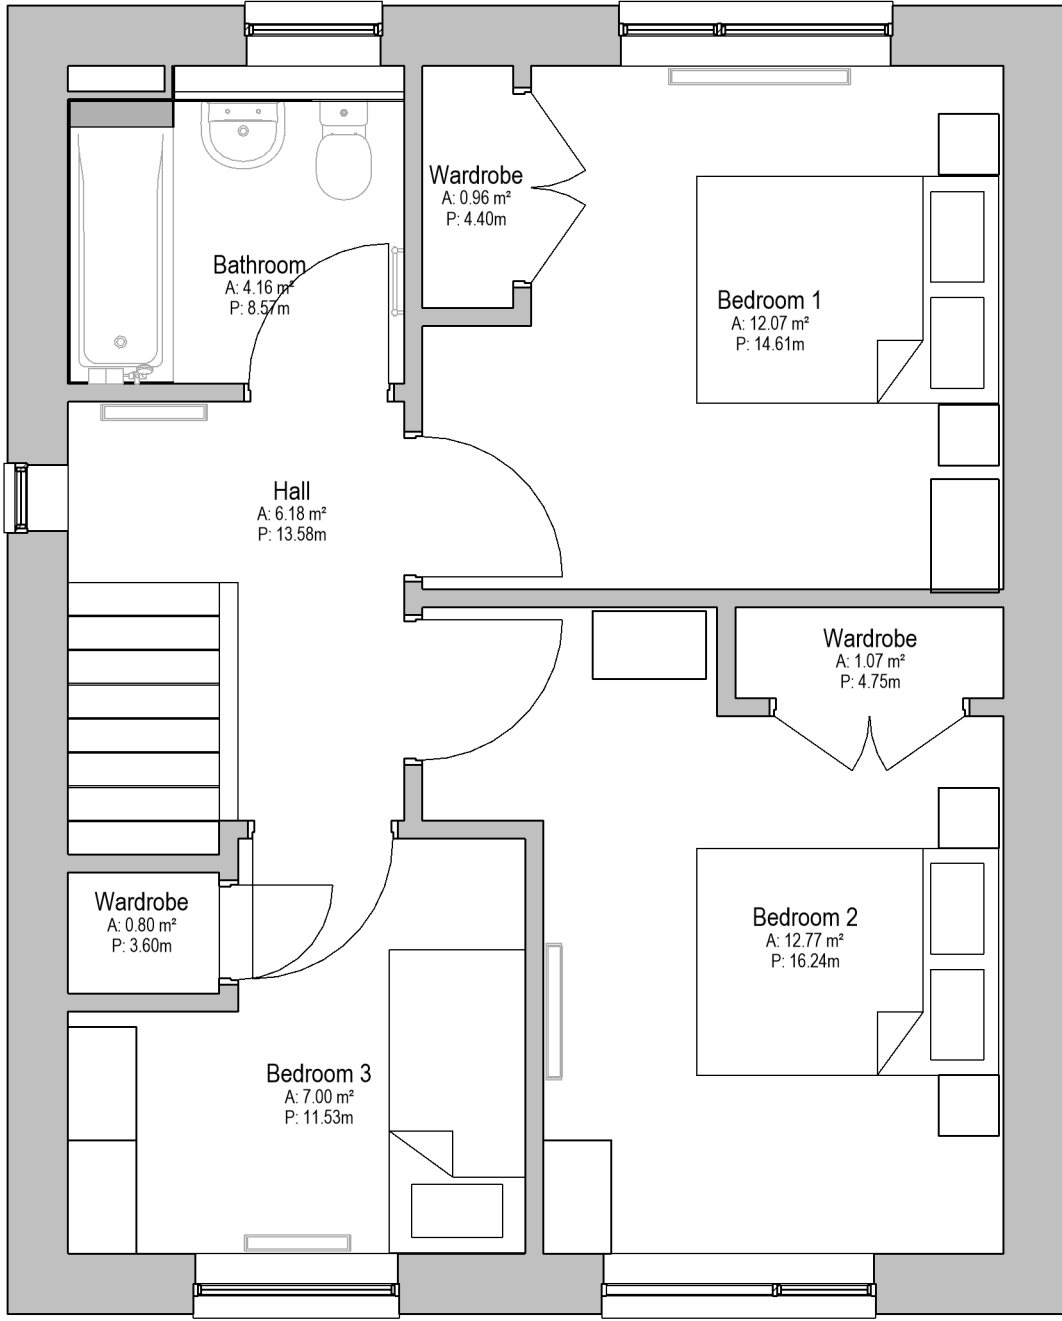 Wardrobe
A: 0.96 m²
P: 4.40m
Bathroom
A: 4.16 m²
P: 8.57m
Bedroom 1
A: 12.07 m²
P: 14.61m
Hall
A: 6.18 m²
P: 13.58m
Wardrobe
A: 1.07 m²
P: 4.75m
Wardrobe
A: 0.80 m²
P: 3.60m
Bedroom 2
A: 12.77 m²
P: 16.24m
Bedroom 3
A: 7.00 m²
P: 11.53m